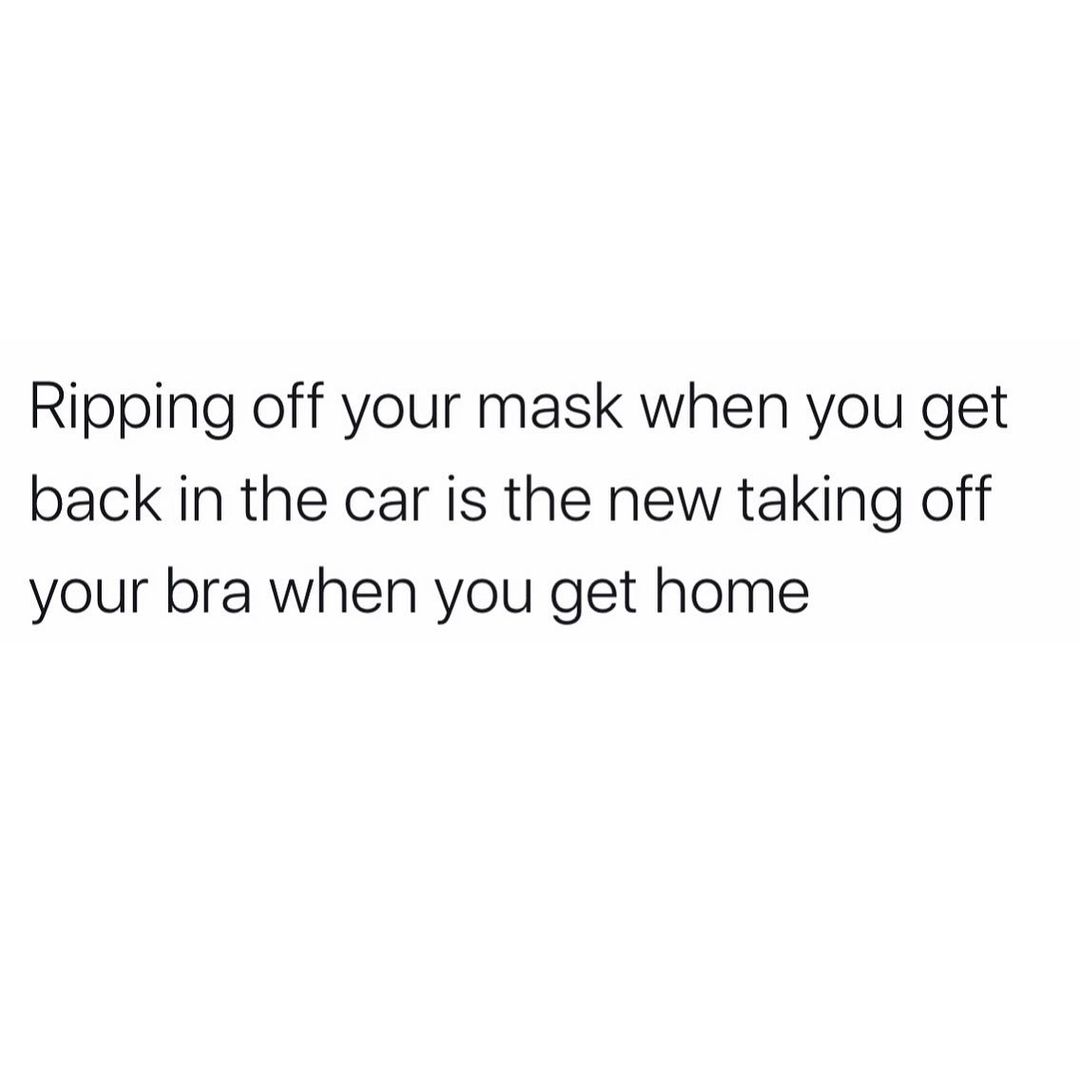 Ripping off your mask when you get
back in the car is the new taking off
your bra when you get home